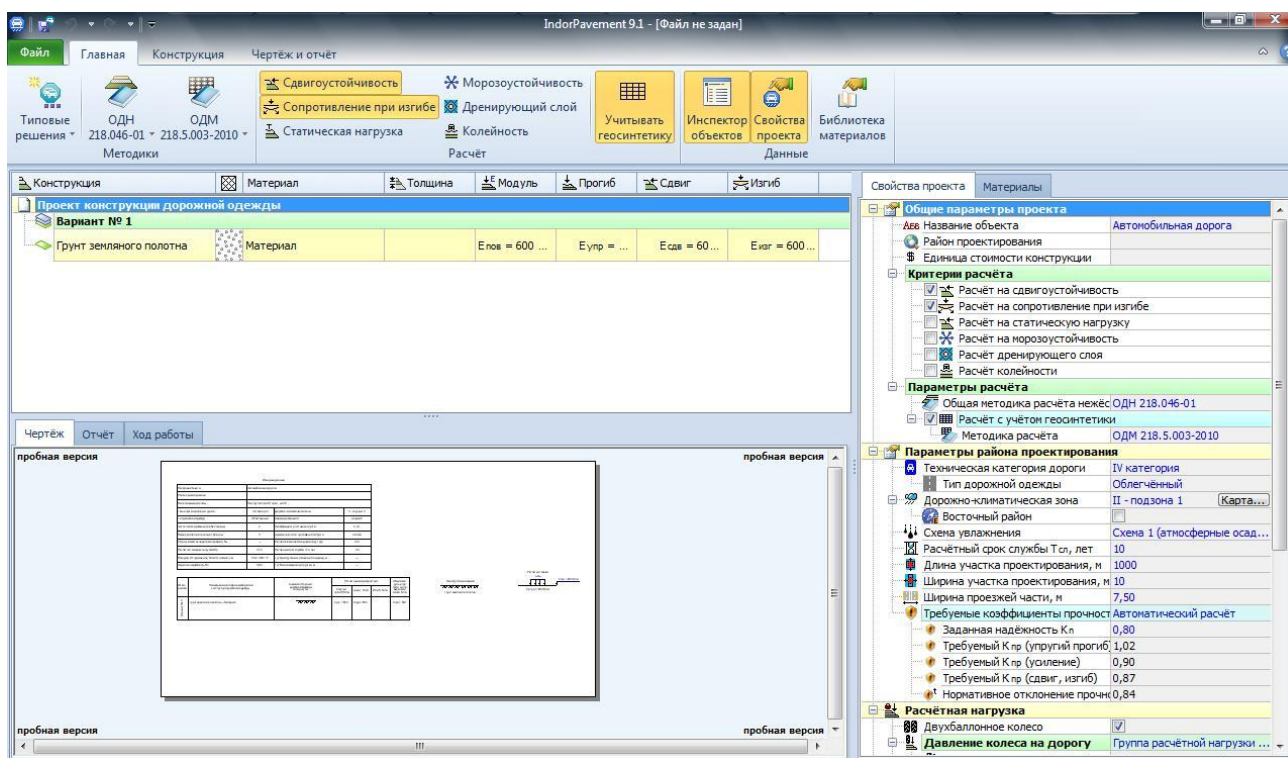 IndorPavement 9.1 - [Файл не задан]
Файл Главная Конструкция Чертёж и отчёт
Типовые решения
ОДН 218.046-01
ОДМ 218.5.003-2010
Методики
Сдвигоустойчивость
Сопротивление при изгибе
Статическая нагрузка
Морозоустойчивость
Дренирующий слой
Колейность
Учитывать геосинтетику
Расчёт
Инспектор объектов
Свойства проекта
Библиотека материалов
Данные
Конструкция Материал Толщина Модуль Прогиб Сдвиг Изгиб
Проект конструкции дорожной одежды
Вариант № 1
Грунт земляного полотна Материал E пов = 600 ... E упр = ... E сдв = 60... E изг = 600...
Чертёж Отчёт Ход работы
пробная версия пробная версия
пробная версия пробная версия
Свойства проекта Материалы
Общие параметры проекта
Название объекта Автомобильная дорога
Район проектирования
Единица стоимости конструкции
Критерии расчёта
Расчёт на сдвигоустойчивость
Расчёт на сопротивление при изгибе
Расчёт на статическую нагрузку
Расчёт на морозоустойчивость
Расчёт дренирующего слоя
Расчёт колейности
Параметры расчёта
Общая методика расчёта нежёс ОДН 218.046-01
Расчёт с учётом геосинтетики
Методика расчёта ОДМ 218.5.003-2010
Параметры района проектирования
Техническая категория дороги IV категория
Тип дорожной одежды Облегчённый
Дорожно-климатическая зона II - подзона 1 Карта...
Восточный район
Схема увлажнения Схема 1 (атмосферные осад...
Расчётный срок службы Т сл, лет 10
Длина участка проектирования, м 1000
Ширина участка проектирования, м 10
Ширина проезжей части, м 7,50
Требуемые коэффициенты прочност Автоматический расчёт
Заданная надёжность К н 0,80
Требуемый К пр (упругий прогиб) 1,02
Требуемый К пр (усиление) 0,90
Требуемый К пр (сдвиг, изгиб) 0,87
Нормативное отклонение прочн 0,84
Расчётная нагрузка
Двухбаллонное колесо
Давление колеса на дорогу Группа расчётной нагрузки ...